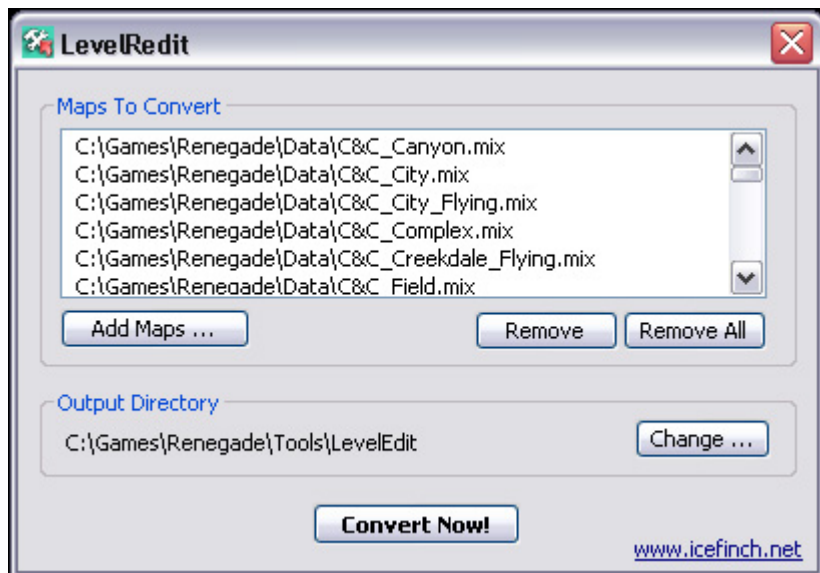 LevelRedit
Maps To Convert
C:\Games\Renegade\Data\C&C_Canyon.mix
C:\Games\Renegade\Data\C&C_City.mix
C:\Games\Renegade\Data\C&C_City_Flying.mix
C:\Games\Renegade\Data\C&C_Complex.mix
C:\Games\Renegade\Data\C&C_Creekdale_Flying.mix
C:\Games\Renegade\Data\C&C_Field.mix
Add Maps ...
Remove
Remove All
Output Directory
C:\Games\Renegade\Tools\LevelEdit
Change ...
Convert Now!
www.icefinch.net